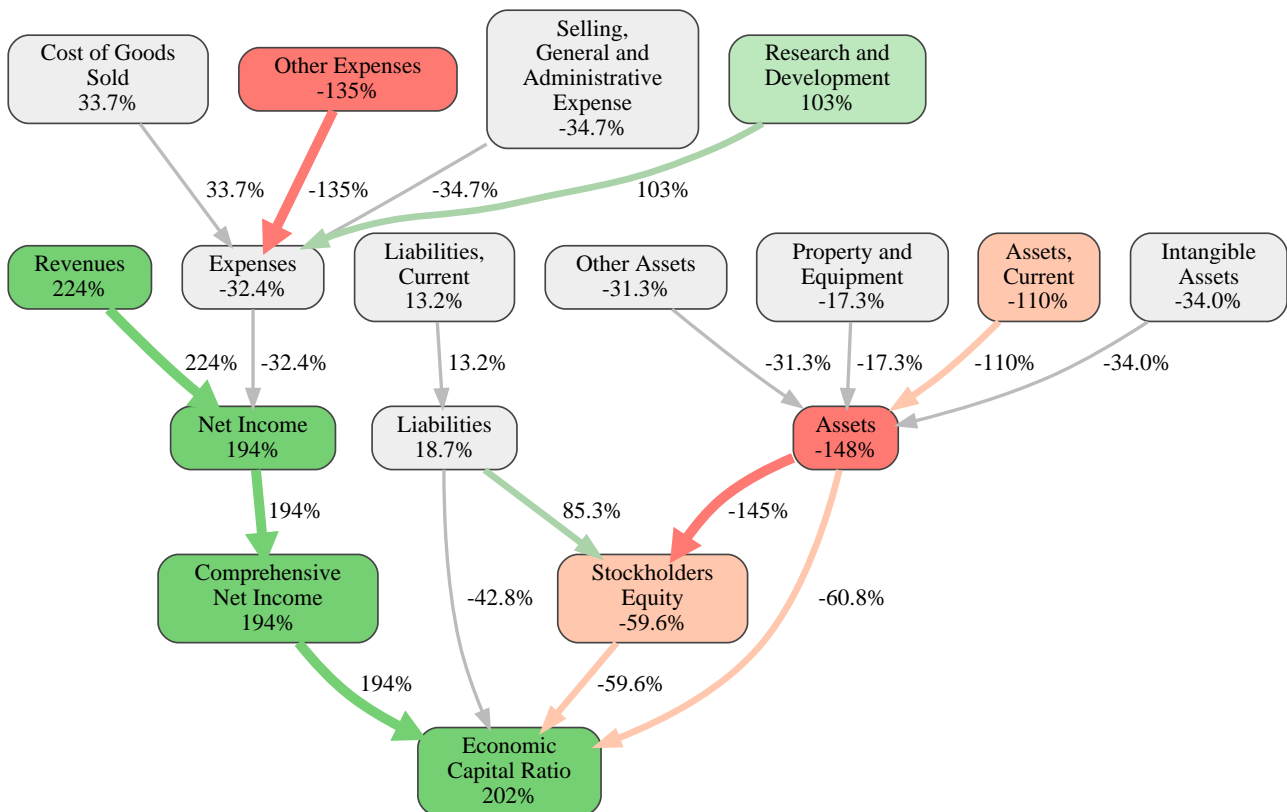 Cost of Goods
Sold
33.7%
Other Expenses
-135%
Selling,
General and
Administrative
Expense
-34.7%
Research and
Development
103%
33.7%
-135%
-34.7%
103%
Revenues
224%
Expenses
-32.4%
Liabilities,
Current
13.2%
Other Assets
-31.3%
Property and
Equipment
-17.3%
Assets,
Current
-110%
Intangible
Assets
-34.0%
224%
-32.4%
13.2%
-31.3%
-17.3%
-110%
-34.0%
Net Income
194%
Liabilities
18.7%
Assets
-148%
194%
85.3%
-145%
Comprehensive
Net Income
194%
-42.8%
Stockholders
Equity
-59.6%
-60.8%
194%
-59.6%
Economic
Capital Ratio
202%